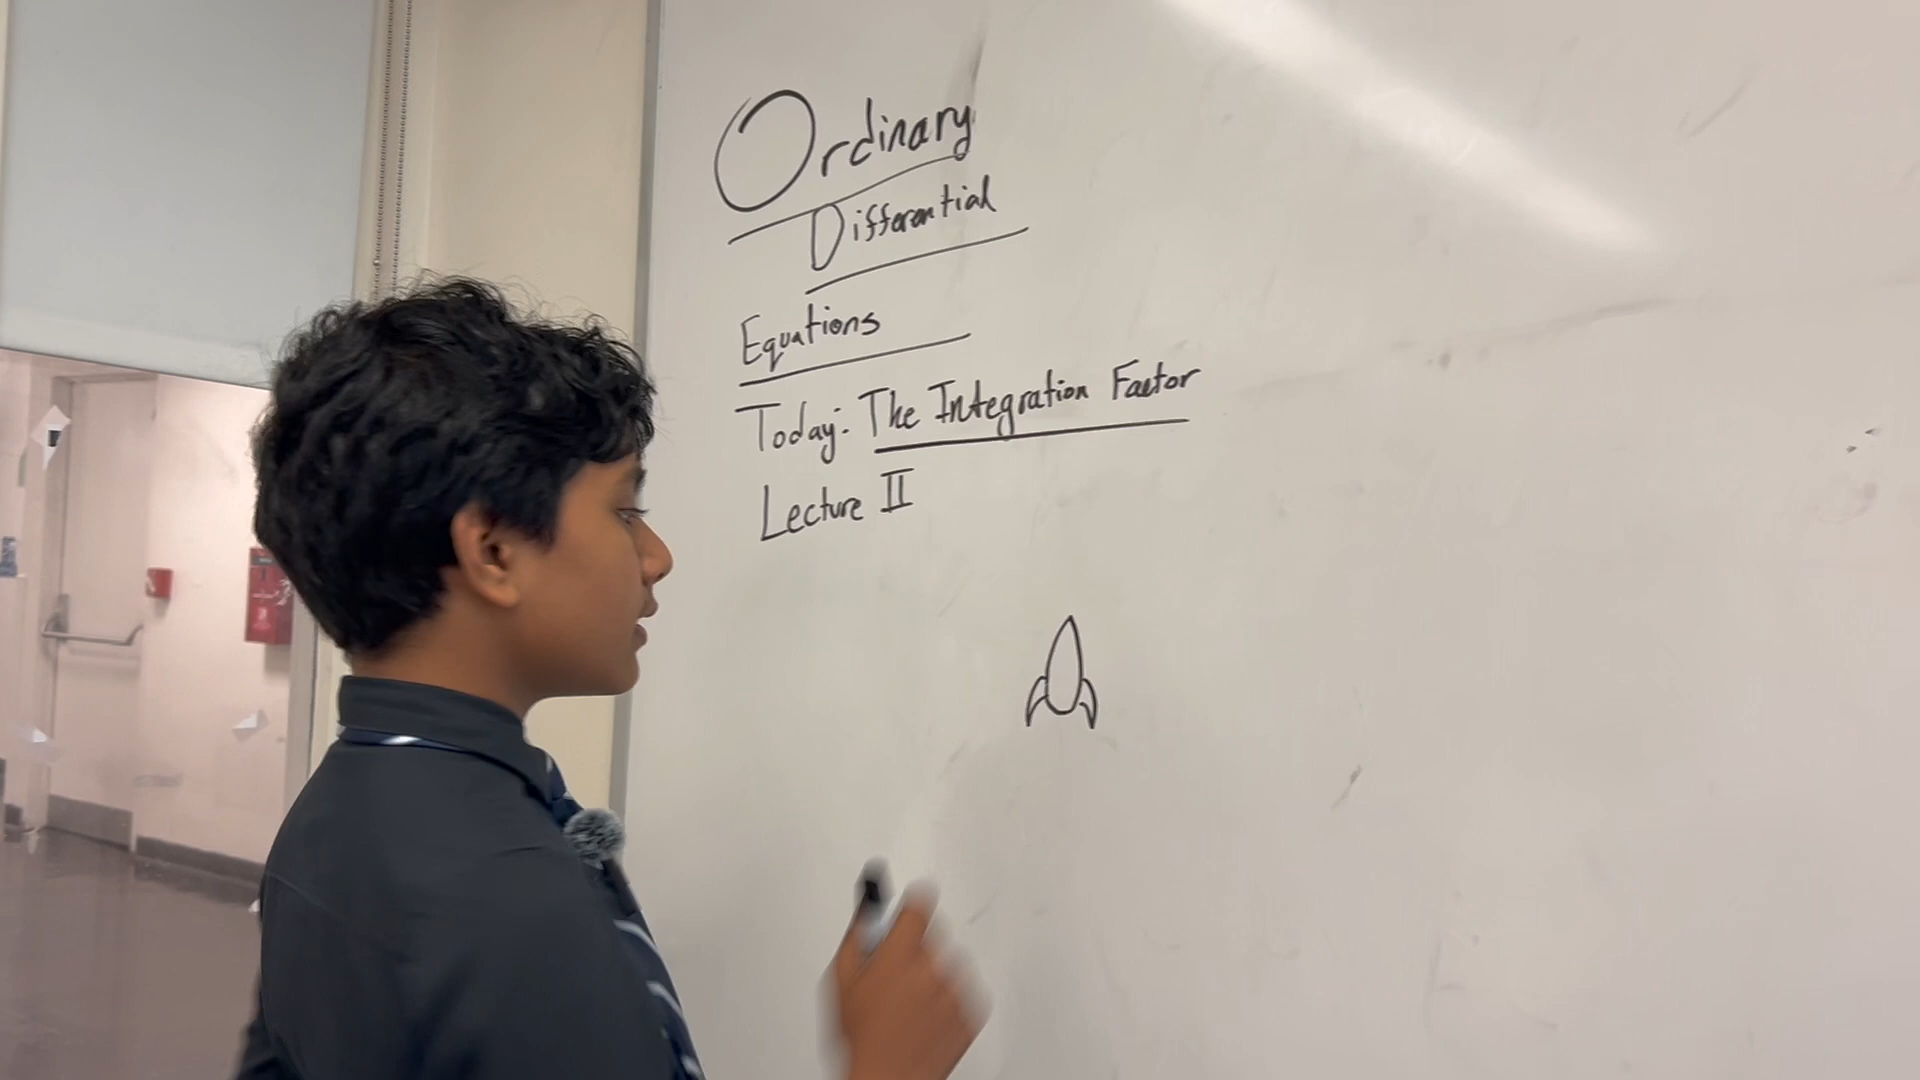 Ordinary
Differential
Equations
Today: The Integration Factor
Lecture II